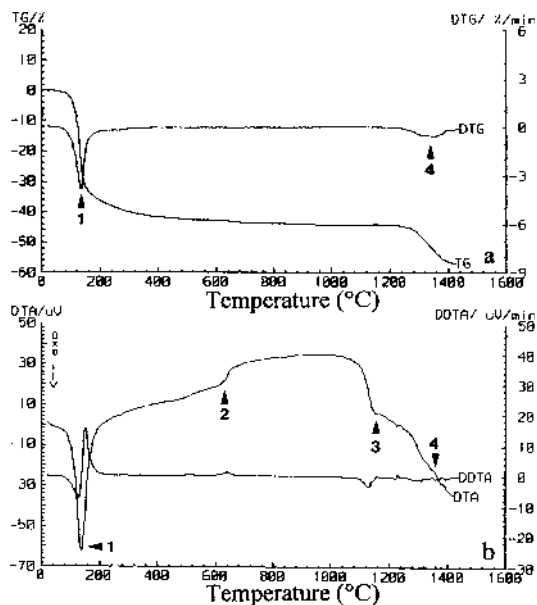 TG/% DTG/ %/min
20 6
10
0 3
-10 DTG 0
-20 4
-30 1 -3
-40
-50 -6
a
-60 TG -9
0 200 400 600 800 1000 1200 1400 1600
Temperature (°C)
DTA/uV DDTA/ uV/min
50 50
exo
30 40
30
10 2 20
-10 3 4 10
-30 DDTA 0
DTA
-50 -10
1 -20
b
-70 -30
0 200 400 600 800 1000 1200 1400 1600
Temperature (°C)